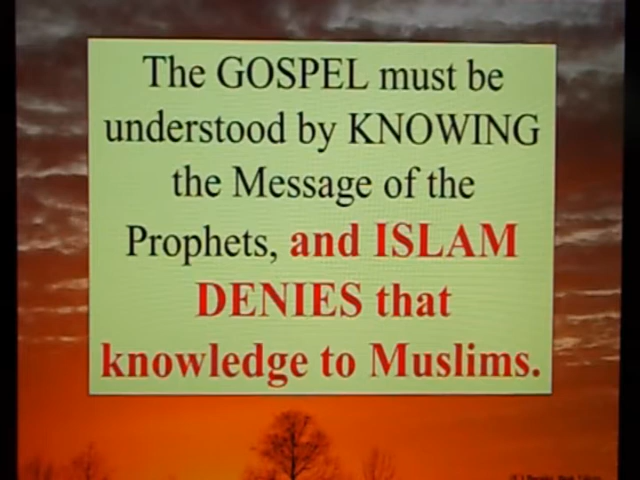 The GOSPEL must be
understood by KNOWING
the Message of the
Prophets, and ISLAM
DENIES that
knowledge to Muslims.